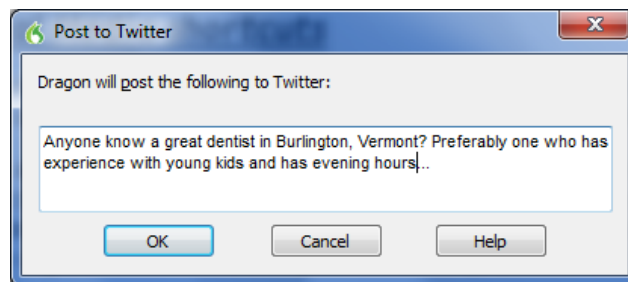 Post to Twitter
Dragon will post the following to Twitter:
Anyone know a great dentist in Burlington, Vermont? Preferably one who has
experience with young kids and has evening hours...
OK Cancel Help